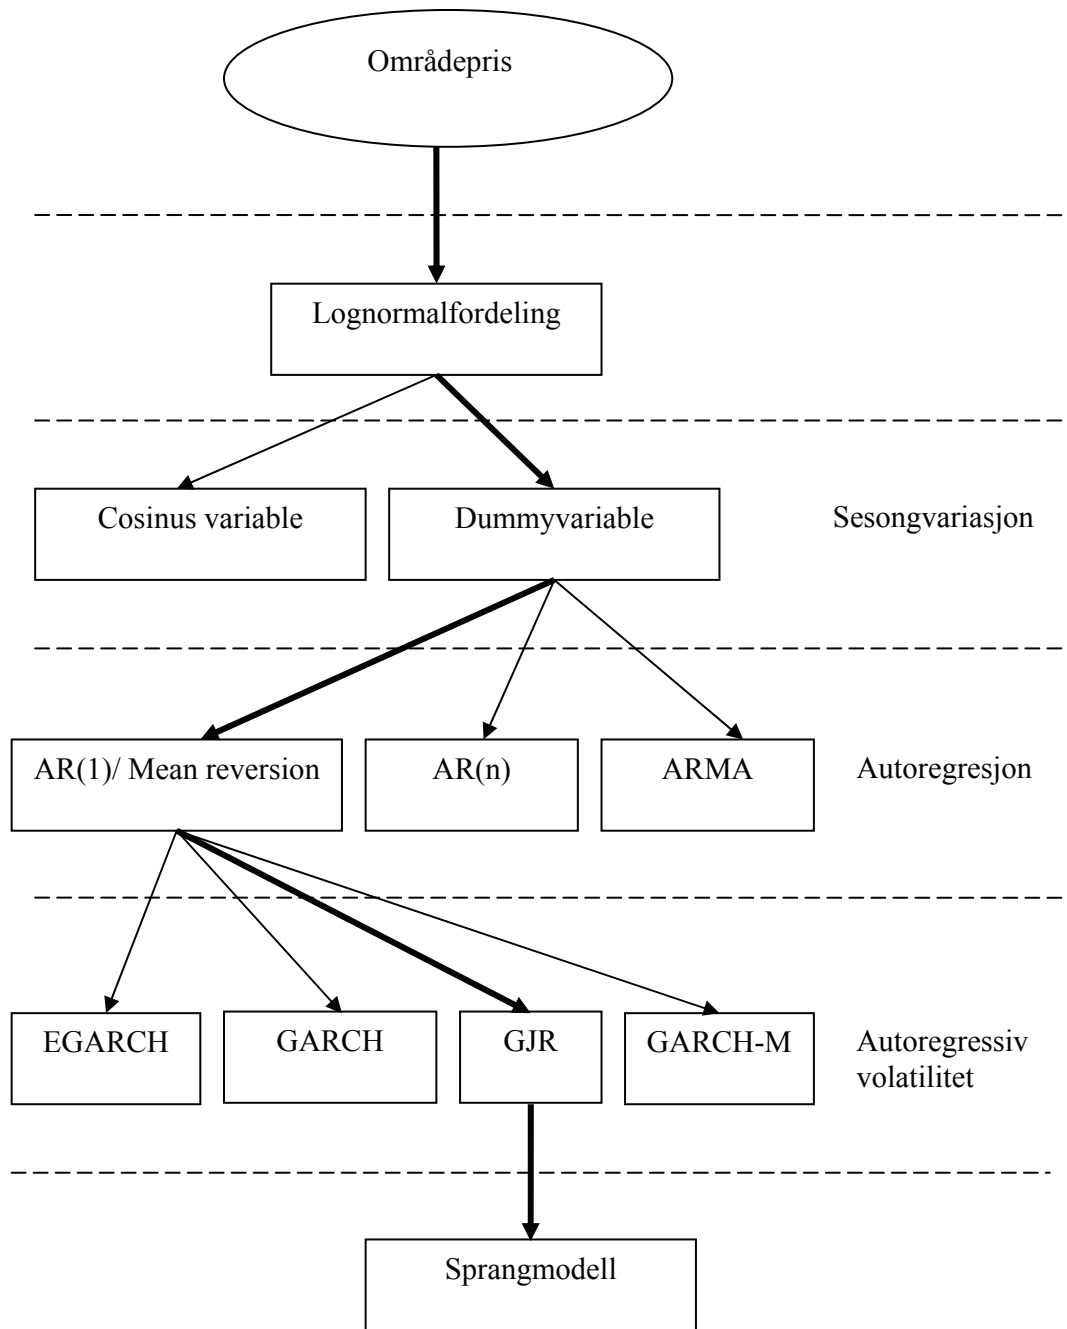 Områdepris
Lognormalfordeling
Cosinus variable
Dummyvariable
Sesongvariasjon
AR(1)/ Mean reversion
AR(n)
ARMA
Autoregresjon
EGARCH
GARCH
GJR
GARCH-M
Autoregressiv
volatilitet
Sprangmodell